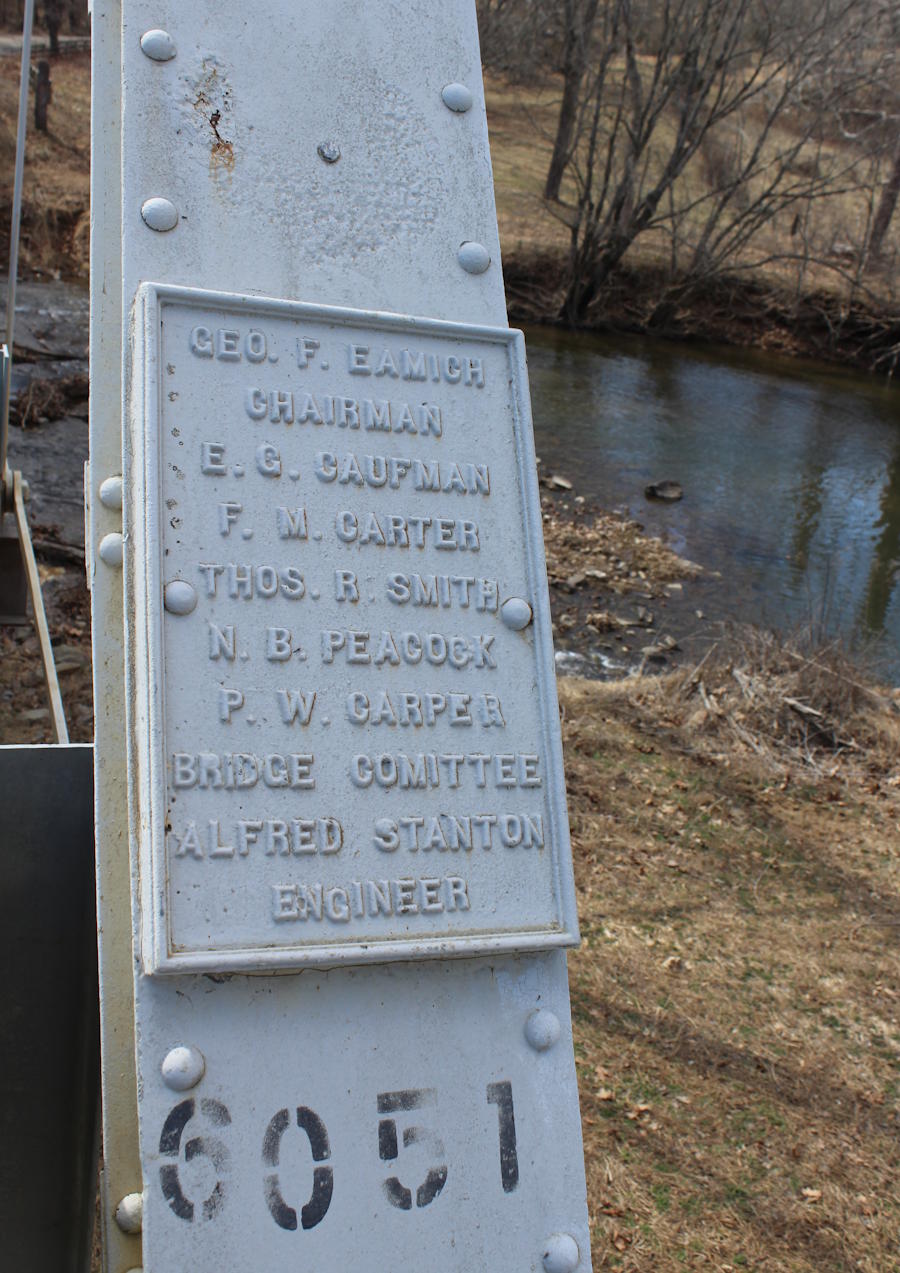 GEO. F. EAMICH
CHAIRMAN
E. G. CAUFMAN
F. M. CARTER
THOS. R. SMITH
N. B. PEACOCK
P. W. CARPER
BRIDGE COMITTEE
ALFRED STANTON
ENGINEER
6051